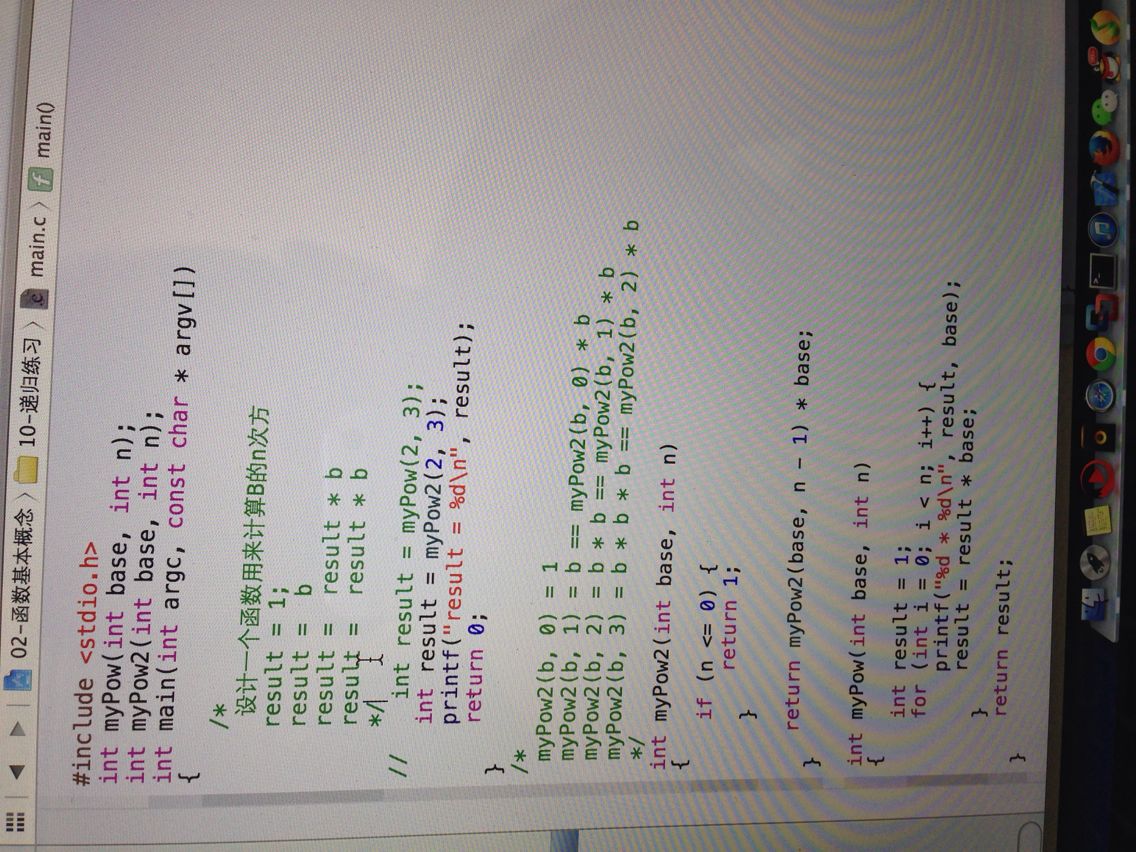 02-函数基本概念 〉 10-递归练习 〉 main.c 〉 main()
#include <stdio.h>
int myPow(int base, int n);
int myPow2(int base, int n);
int main(int argc, const char * argv[])
{
    /*
     设计一个函数用来计算B的n次方
    result = 1;
    result =  b
    result =  result * b
    result =  result * b
    */
//    int result = myPow(2, 3);
    int result = myPow2(2, 3);
    printf("result = %d\n", result);
    return 0;
}
/*
 myPow2(b, 0) = 1
 myPow2(b, 1) = b == myPow2(b, 0) * b
 myPow2(b, 2) = b * b == myPow2(b, 1) * b
 myPow2(b, 3) = b * b * b == myPow2(b, 2) * b
 */
int myPow2(int base, int n)
{
    if (n <= 0) {
        return 1;
    }
   return myPow2(base, n - 1) * base;
}
int myPow(int base, int n)
{
    int result = 1;
    for (int i = 0; i < n; i++) {
        printf("%d * %d\n", result, base);
        result = result * base;
    }
    return result;
}